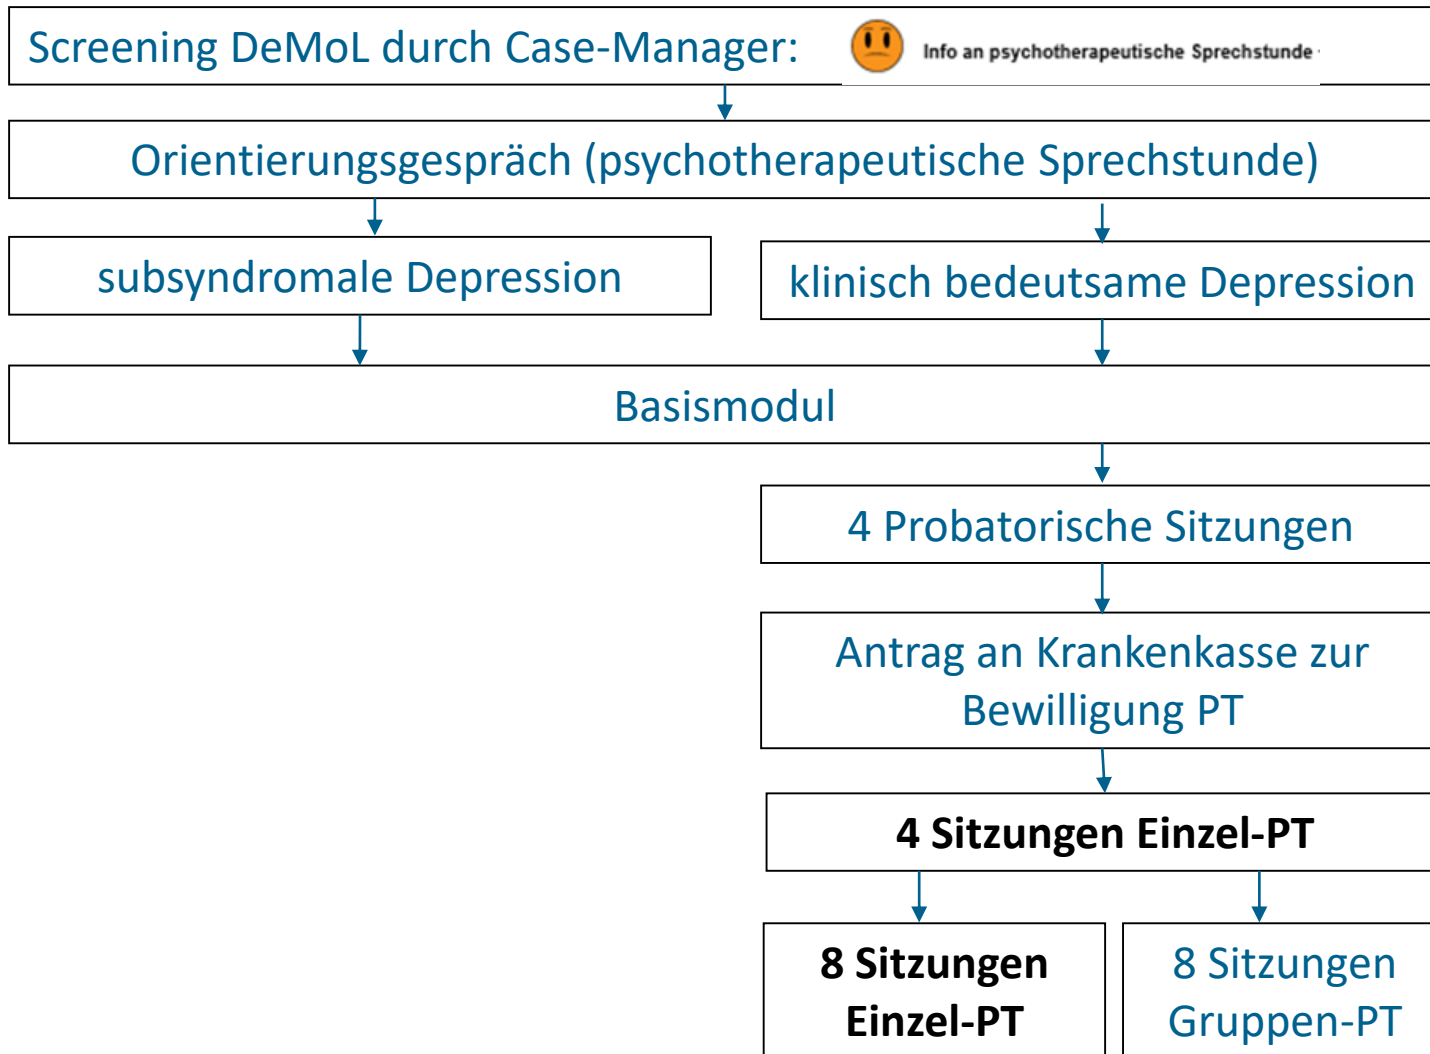 Screening DeMoL durch Case-Manager:
Info an psychotherapeutische Sprechstunde
Orientierungsgespräch (psychotherapeutische Sprechstunde)
subsyndromale Depression
klinisch bedeutsame Depression
Basismodul
4 Probatorische Sitzungen
Antrag an Krankenkasse zur
Bewilligung PT
4 Sitzungen Einzel-PT
8 Sitzungen
Einzel-PT
8 Sitzungen
Gruppen-PT